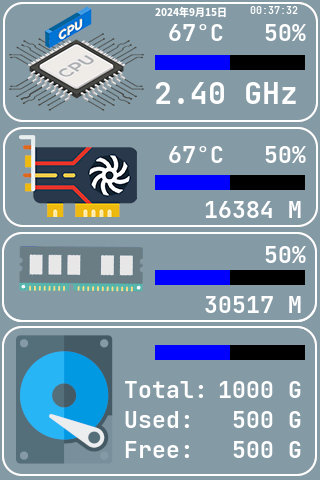 2024年9月15日 00:37:32
CPU
67°C 50%
CPU
2.40 GHz
67°C 50%
16384 M
50%
30517 M
Total: 1000 G
Used: 500 G
Free: 500 G